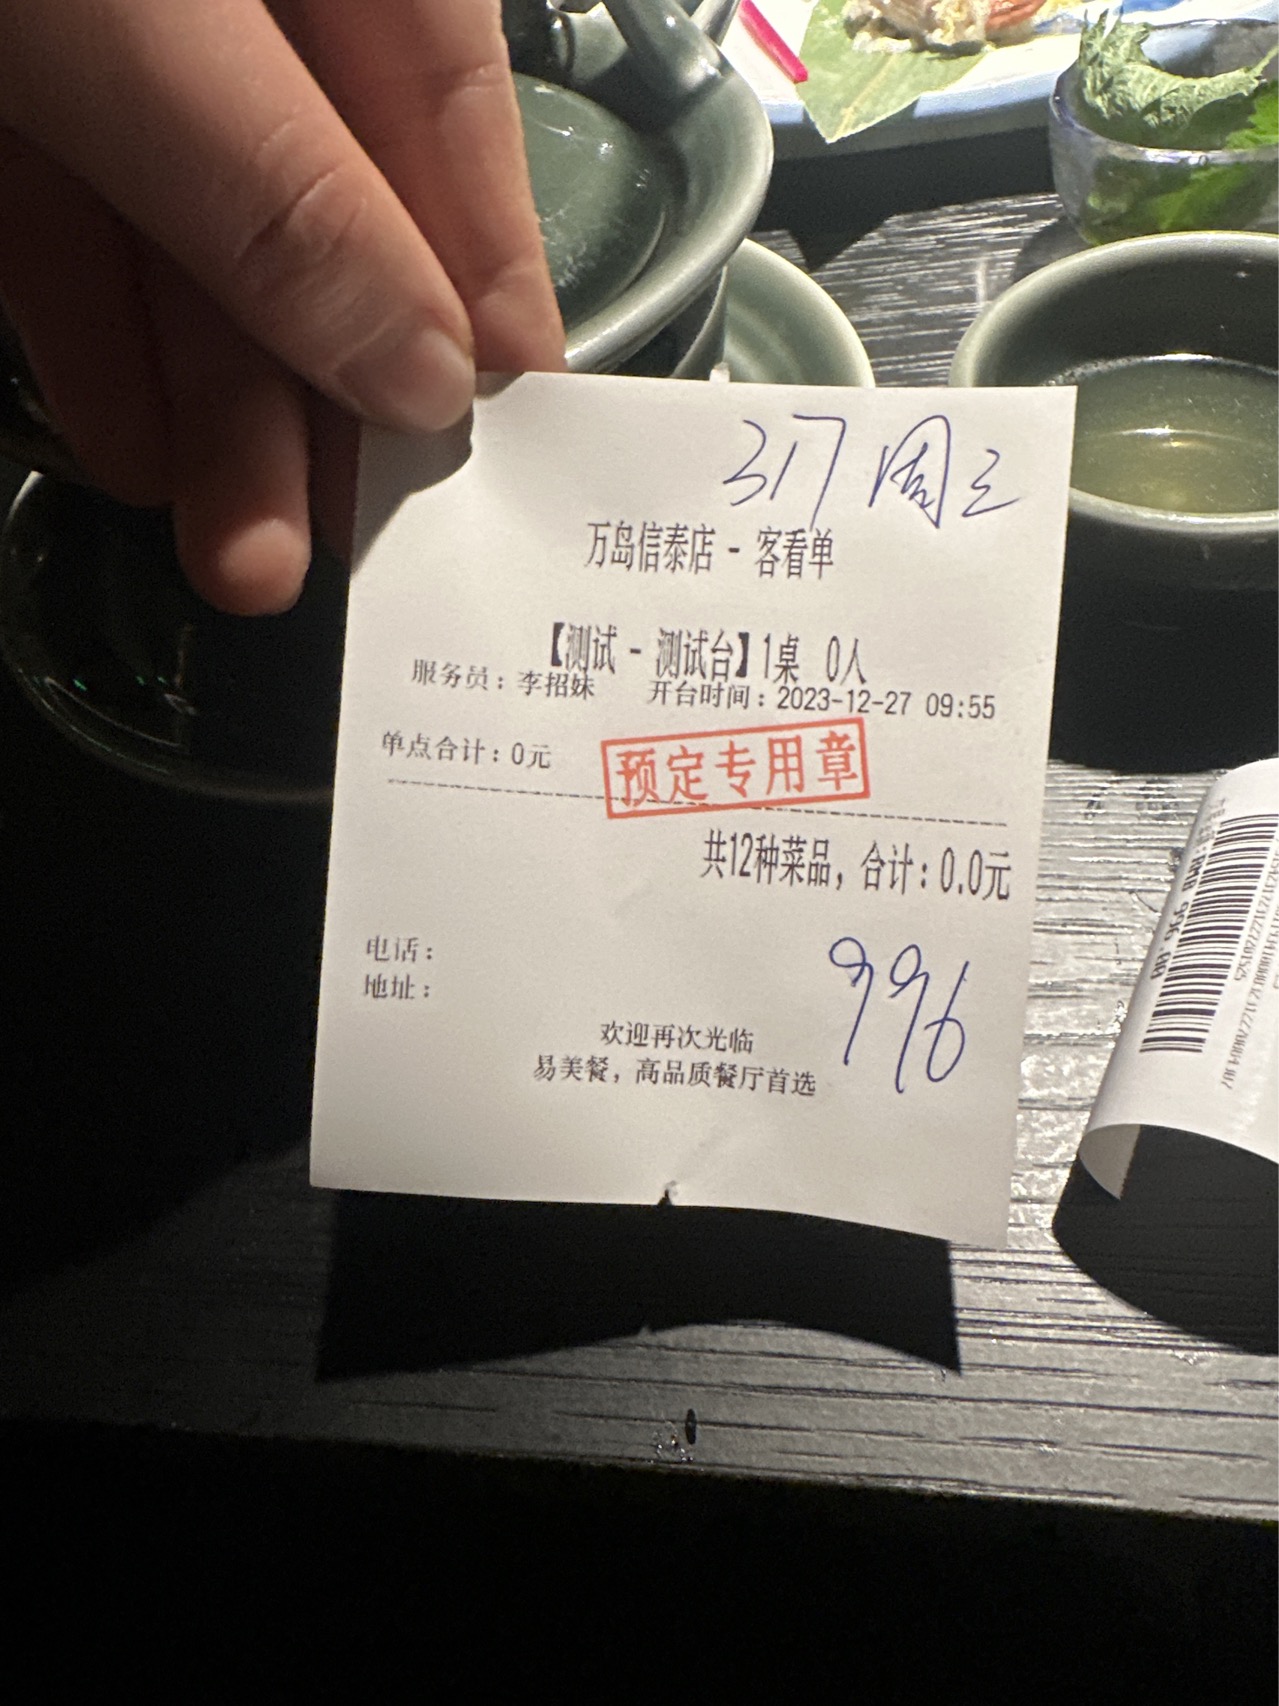 317 周三
万岛信泰店 - 客看单
【测试 - 测试台】1桌 0人
服务员：李招妹 开台时间：2023-12-27 09:55
单点合计：0元
预定专用章
共12种菜品，合计：0.0元
电话：
地址：
996
欢迎再次光临
易美餐，高品质餐厅首选